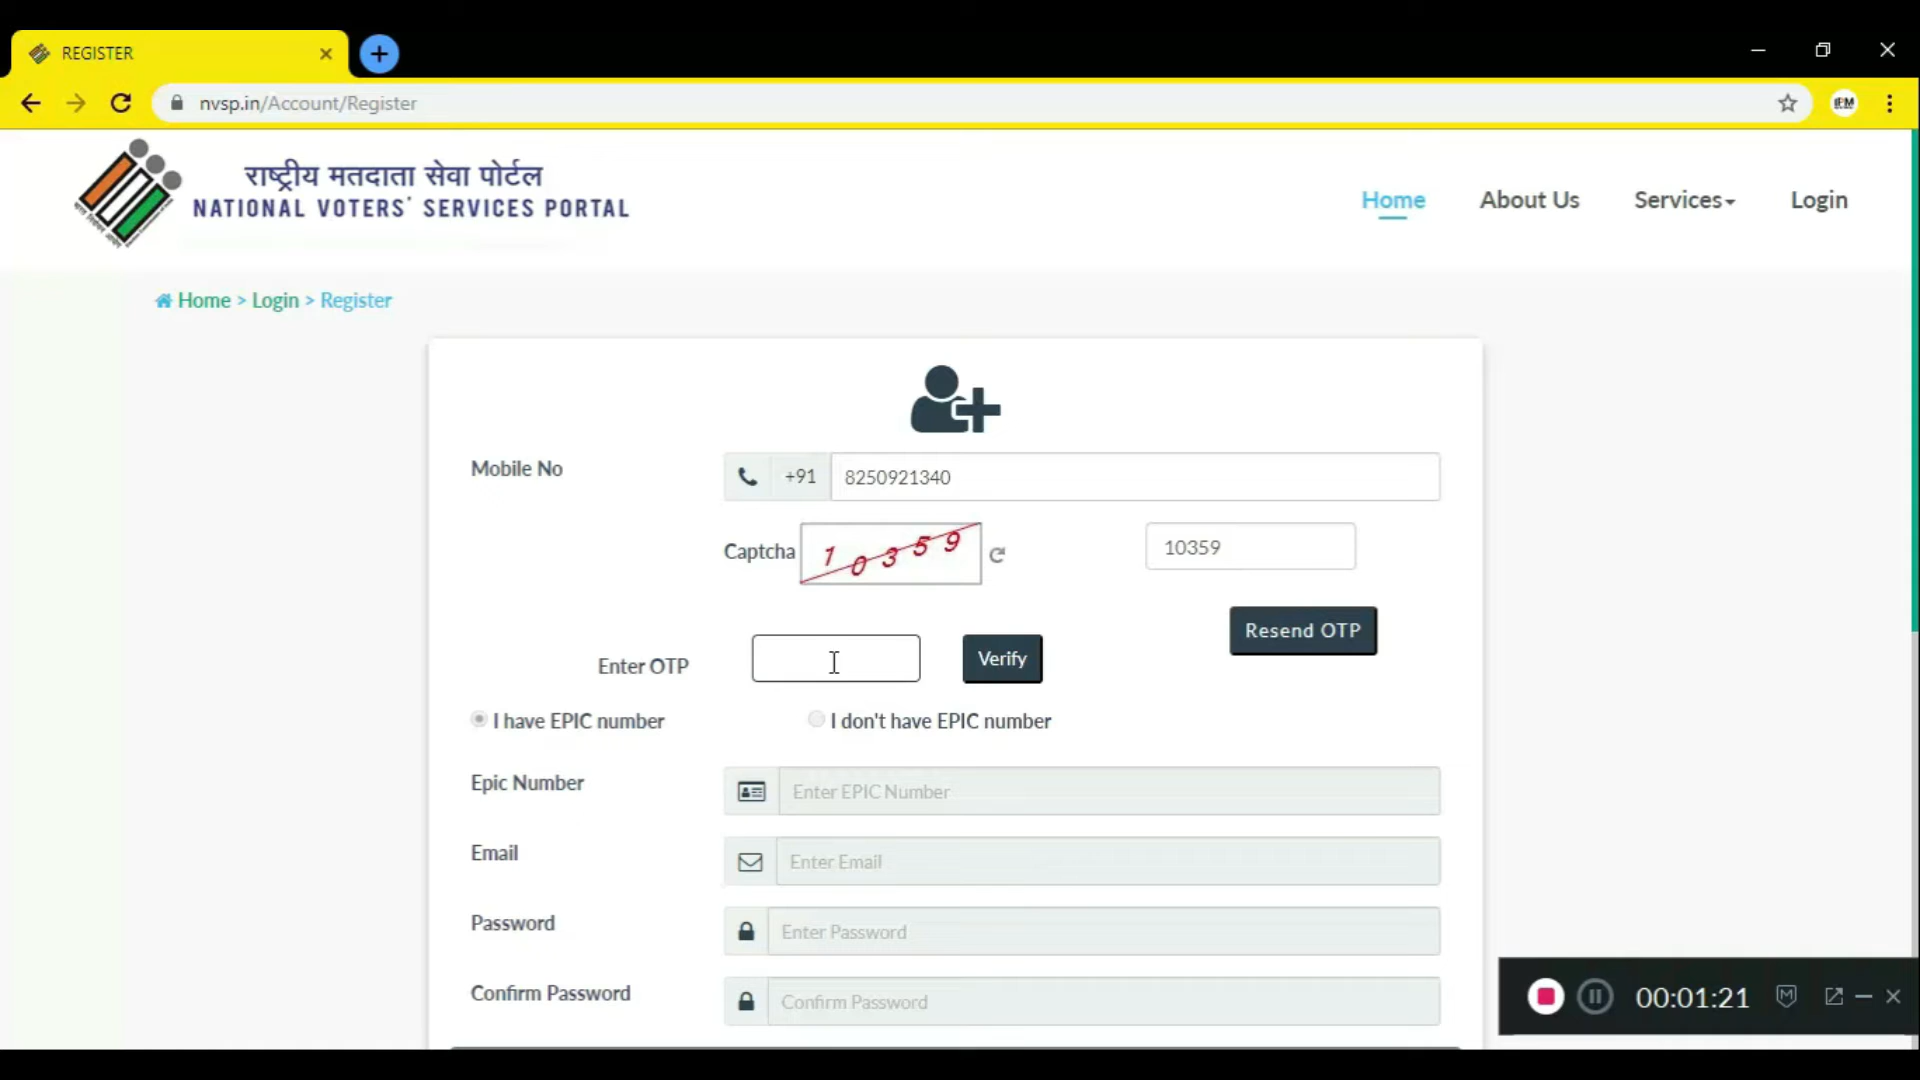 REGISTER
nvsp.in/Account/Register
राष्ट्रीय मतदाता सेवा पोर्टल
NATIONAL VOTERS' SERVICES PORTAL
Home
About Us
Services
Login
Home > Login > Register
Mobile No
+91
8250921340
Captcha
10359
10359
Resend OTP
Enter OTP
Verify
I have EPIC number
I don't have EPIC number
Epic Number
Enter EPIC Number
Email
Enter Email
Password
Enter Password
Confirm Password
Confirm Password
00:01:21